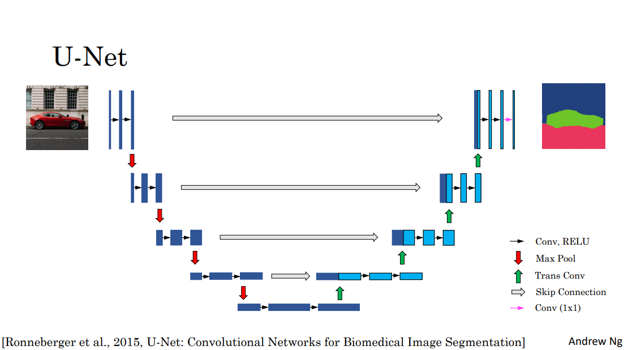 U-Net
Conv, RELU
Max Pool
Trans Conv
Skip Connection
Conv (1x1)
[Ronneberger et al., 2015, U-Net: Convolutional Networks for Biomedical Image Segmentation]
Andrew Ng